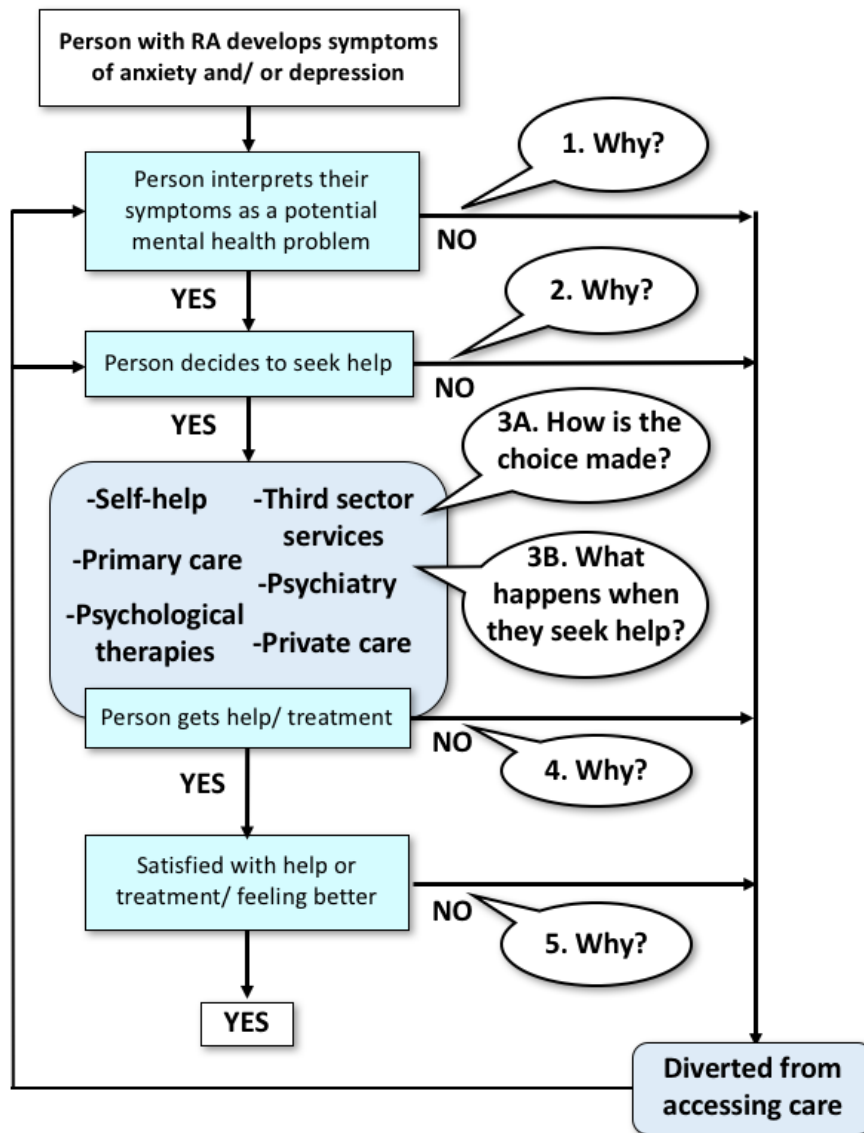 Person with RA develops symptoms
of anxiety and/ or depression
1. Why?
Person interprets their
symptoms as a potential
mental health problem
NO
YES
2. Why?
Person decides to seek help
NO
YES
3A. How is the
choice made?
-Self-help
-Third sector
services
-Primary care
-Psychiatry
-Psychological
therapies
-Private care
3B. What
happens when
they seek help?
Person gets help/ treatment
NO
YES
4. Why?
Satisfied with help or
treatment/ feeling better
NO
5. Why?
YES
Diverted from
accessing care